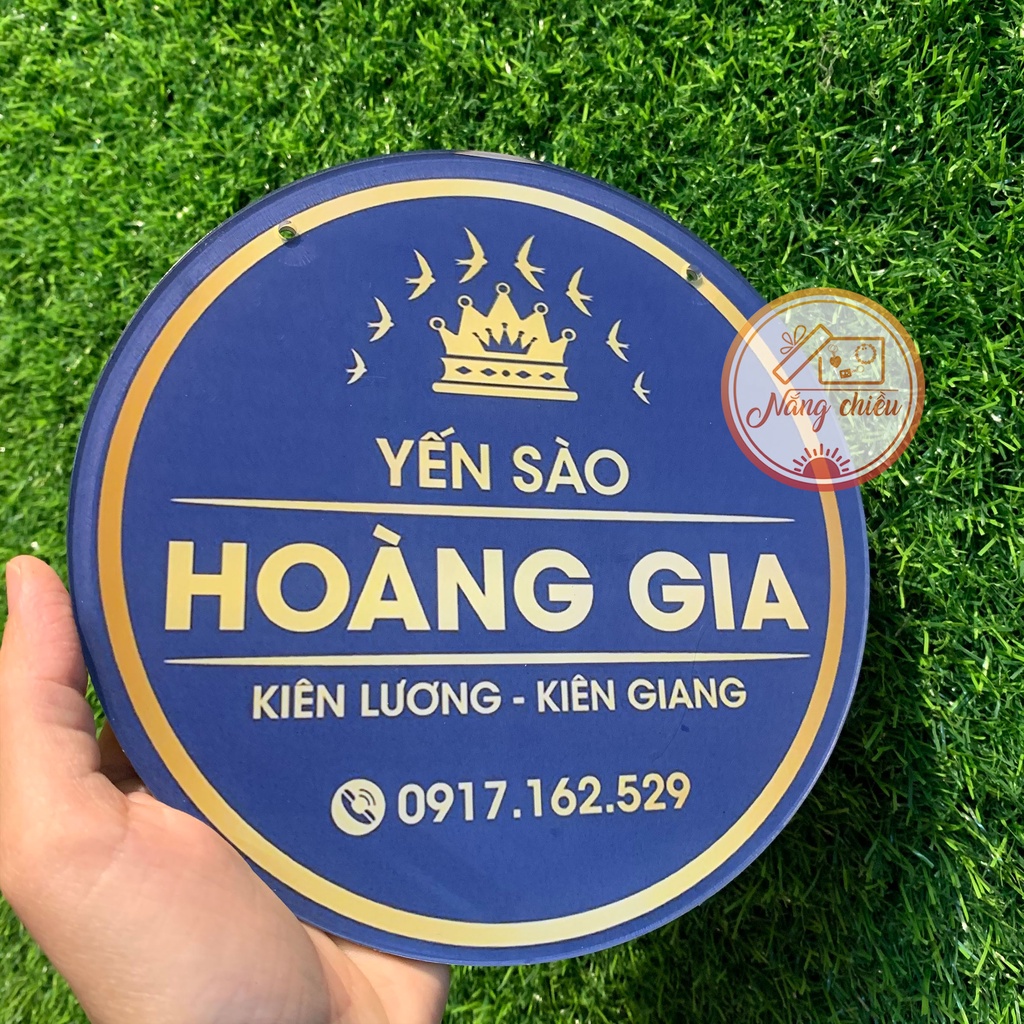 Nắng chiều
YẾN SÀO
HOÀNG GIA
KIÊN LƯƠNG - KIÊN GIANG
0917.162.529